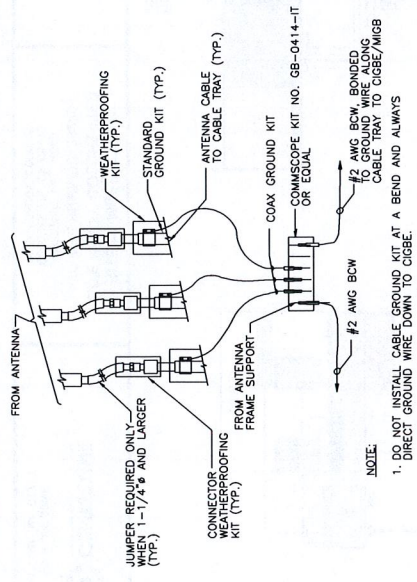 FROM ANTENNA
WEATHERPROOFING
KIT (TYP.)
STANDARD
GROUND KIT (TYP.)
ANTENNA CABLE
TO CABLE TRAY (TYP.)
JUMPER REQUIRED ONLY
WHEN 1-1/4"ø AND LARGER
(TYP.)
CONNECTOR
WEATHERPROOFING
KIT (TYP.)
COAX GROUND KIT
FROM ANTENNA
FRAME SUPPORT
COMMSCOPE KIT NO. GB-0414-IT
OR EQUAL
#2 AWG BCW
#2 AWG BCW, BONDED
TO GROUND WIRE ALONG
CABLE TRAY TO CIGBE/MIGB
NOTE:
1. DO NOT INSTALL CABLE GROUND KIT AT A BEND AND ALWAYS
DIRECT GROUND WIRE DOWN TO CIGBE.